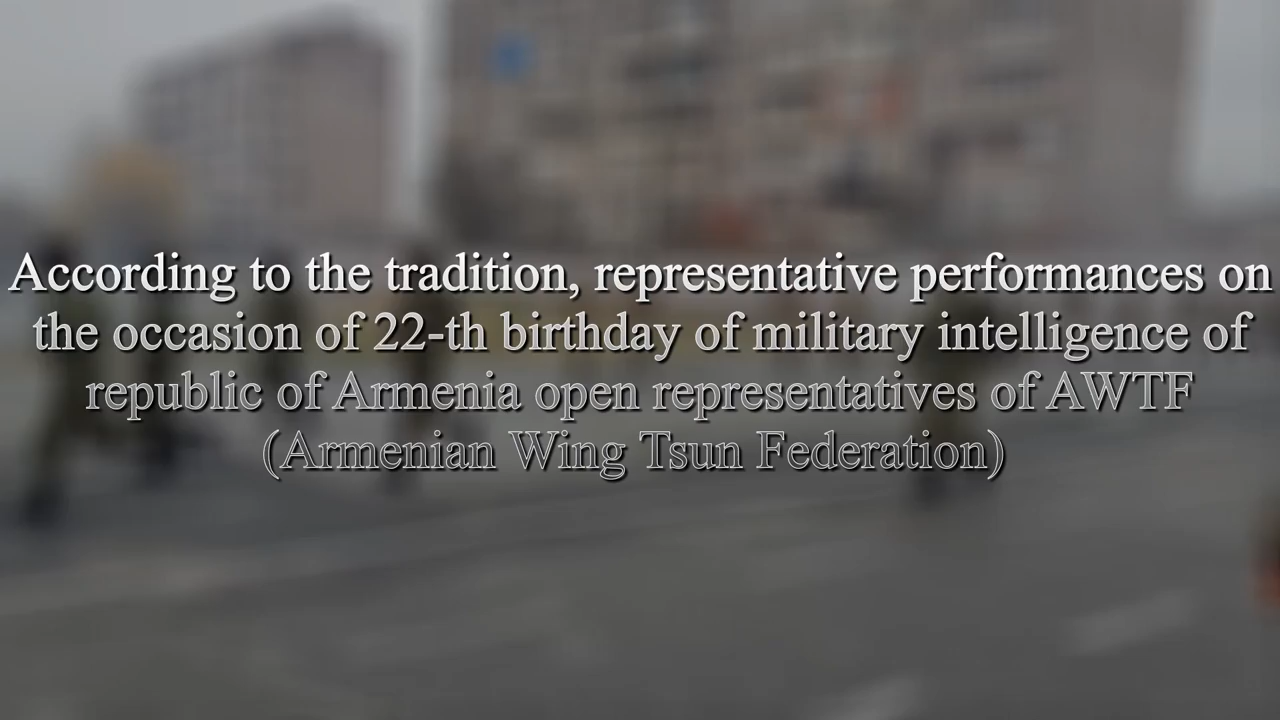 According to the tradition, representative performances on
the occasion of 22-th birthday of military intelligence of
republic of Armenia open representatives of AWTF
(Armenian Wing Tsun Federation)